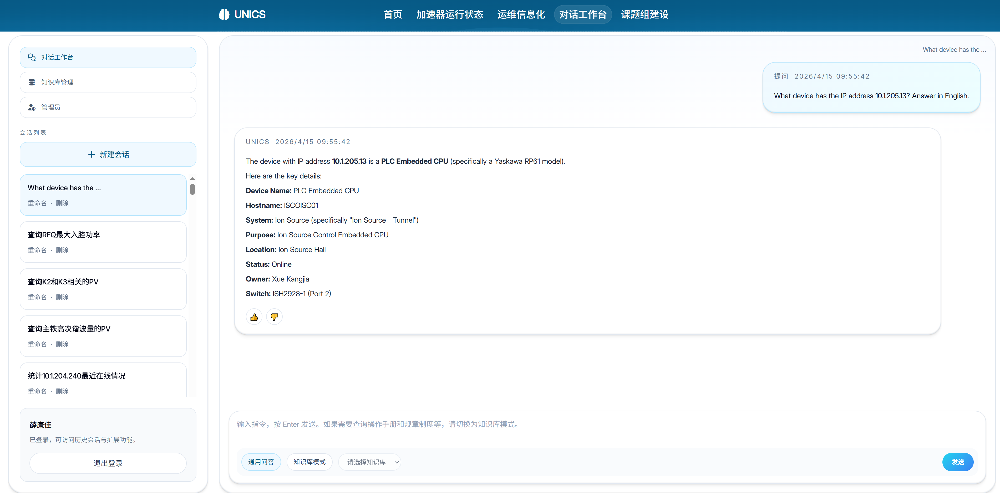 UNICS
首页 加速器运行状态 运维信息化 对话工作台 课题组建设
对话工作台
知识库管理
管理员
会话列表
+ 新建会话
What device has the ...
重命名 · 删除
查询RFQ最大入腔功率
重命名 · 删除
查询K2和K3相关的PV
重命名 · 删除
查询主铁高次谐波量的PV
重命名 · 删除
统计10.1.204.240最近在线情况
重命名 · 删除
薛康佳
已登录，可访问历史会话与扩展功能。
退出登录
What device has the ...
提问 2026/4/15 09:55:42
What device has the IP address 10.1.205.13? Answer in English.
UNICS 2026/4/15 09:55:42
The device with IP address 10.1.205.13 is a PLC Embedded CPU (specifically a Yaskawa RP61 model).
Here are the key details:
Device Name: PLC Embedded CPU
Hostname: ISCOISC01
System: Ion Source (specifically "Ion Source - Tunnel")
Purpose: Ion Source Control Embedded CPU
Location: Ion Source Hall
Status: Online
Owner: Xue Kangjia
Switch: ISH2928-1 (Port 2)
输入指令，按 Enter 发送。如果需要查询操作手册和规章制度等，请切换为知识库模式。
通用问答 知识库模式 请选择知识库
发送